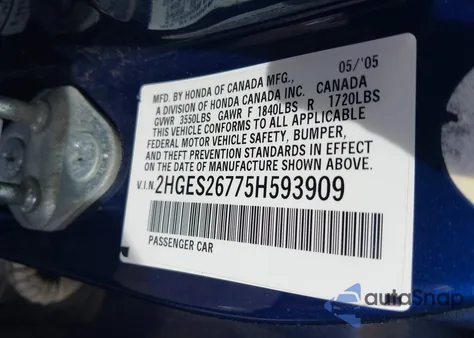 05/'05
MFD. BY HONDA OF CANADA MFG.,
A DIVISION OF HONDA CANADA INC. CANADA
GVWR 3550LBS GAWR F 1840LBS R 1720LBS
THIS VEHICLE CONFORMS TO ALL APPLICABLE
FEDERAL MOTOR VEHICLE SAFETY, BUMPER,
AND THEFT PREVENTION STANDARDS IN EFFECT
ON THE DATE OF MANUFACTURE SHOWN ABOVE.
V.I.N 2HGES26775H593909
PASSENGER CAR
autoSnap